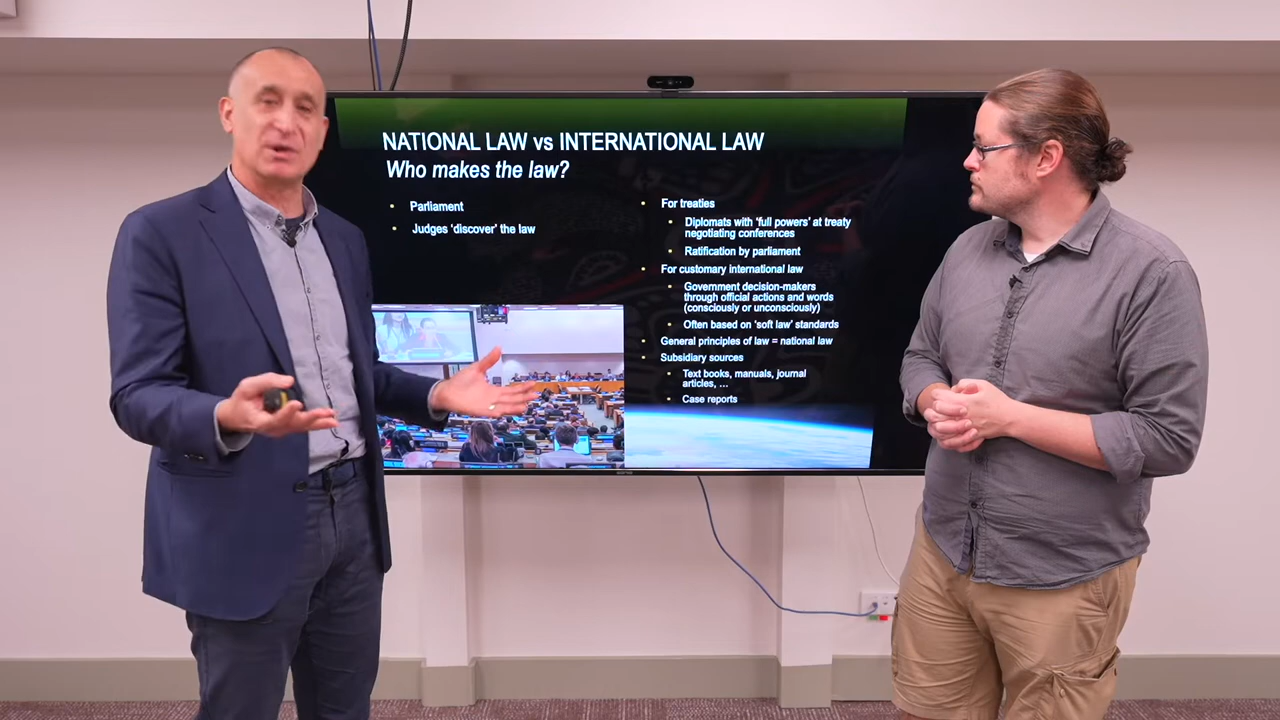 NATIONAL LAW vs INTERNATIONAL LAW
Who makes the law?
• Parliament
• Judges ‘discover’ the law
• For treaties
• Diplomats with ‘full powers’ at treaty
negotiating conferences
• Ratification by parliament
• For customary international law
• Government decision-makers
through official actions and words
(consciously or unconsciously)
• Often based on ‘soft law’ standards
• General principles of law = national law
• Subsidiary sources
• Text books, manuals, journal
articles, ...
• Case reports